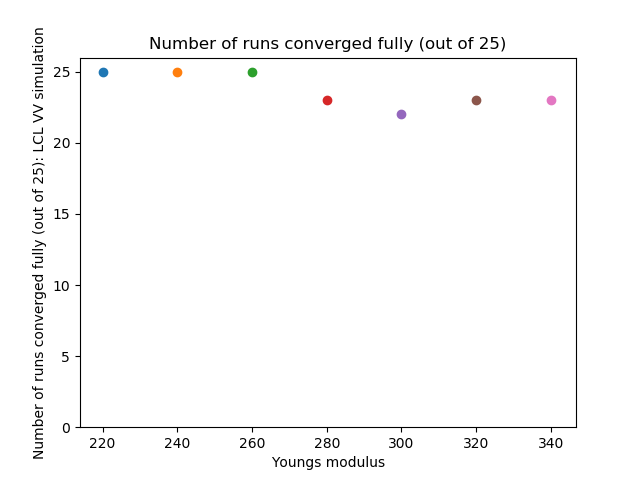 Number of runs converged fully (out of 25)
Number of runs converged fully (out of 25): LCL VV simulation
25
20
15
10
5
0
220 240 260 280 300 320 340
Youngs modulus